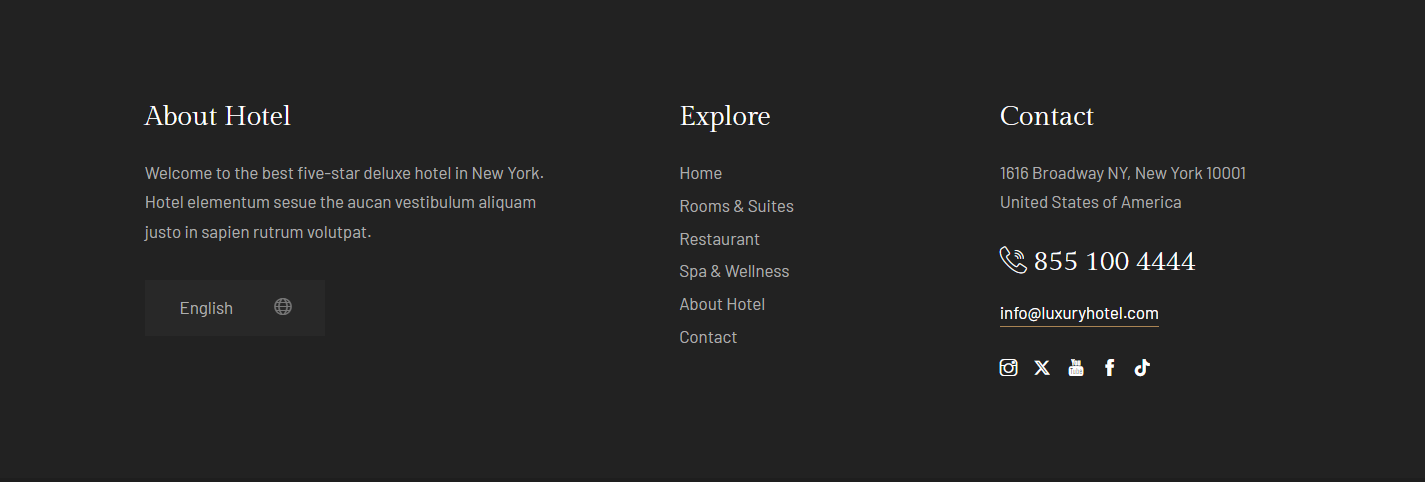 About Hotel
Welcome to the best five-star deluxe hotel in New York.
Hotel elementum sesue the aucan vestibulum aliquam
justo in sapien rutrum volutpat.
English
Explore
Home
Rooms & Suites
Restaurant
Spa & Wellness
About Hotel
Contact
Contact
1616 Broadway NY, New York 10001
United States of America
855 100 4444
info@luxuryhotel.com